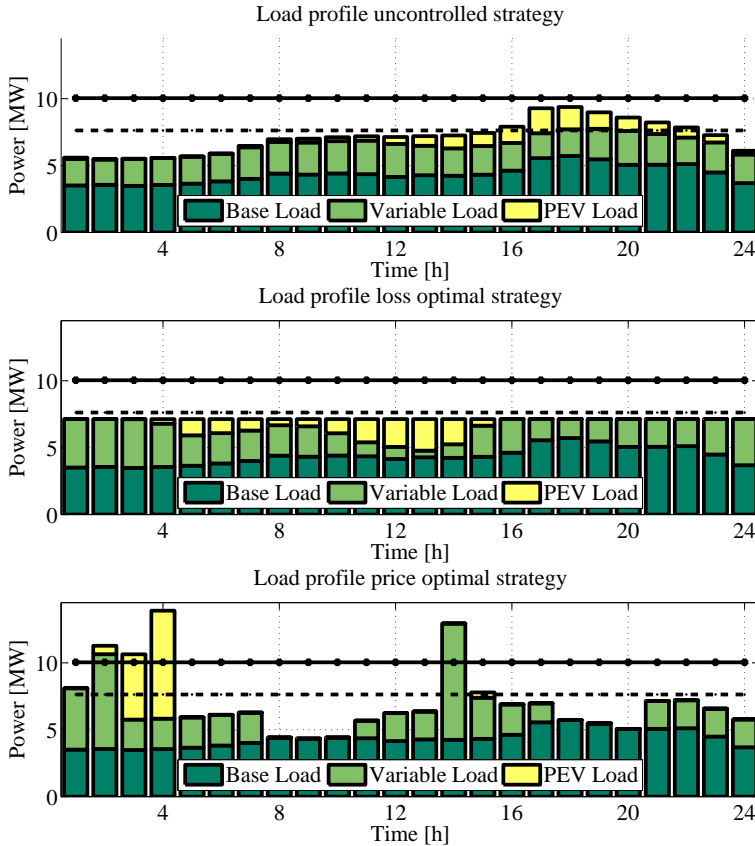 Load profile uncontrolled strategy
Power [MW]
10
5
0
Base Load Variable Load PEV Load
4 8 12 16 20 24
Time [h]
Load profile loss optimal strategy
Power [MW]
10
5
0
Base Load Variable Load PEV Load
4 8 12 16 20 24
Time [h]
Load profile price optimal strategy
Power [MW]
10
5
0
Base Load Variable Load PEV Load
4 8 12 16 20 24
Time [h]